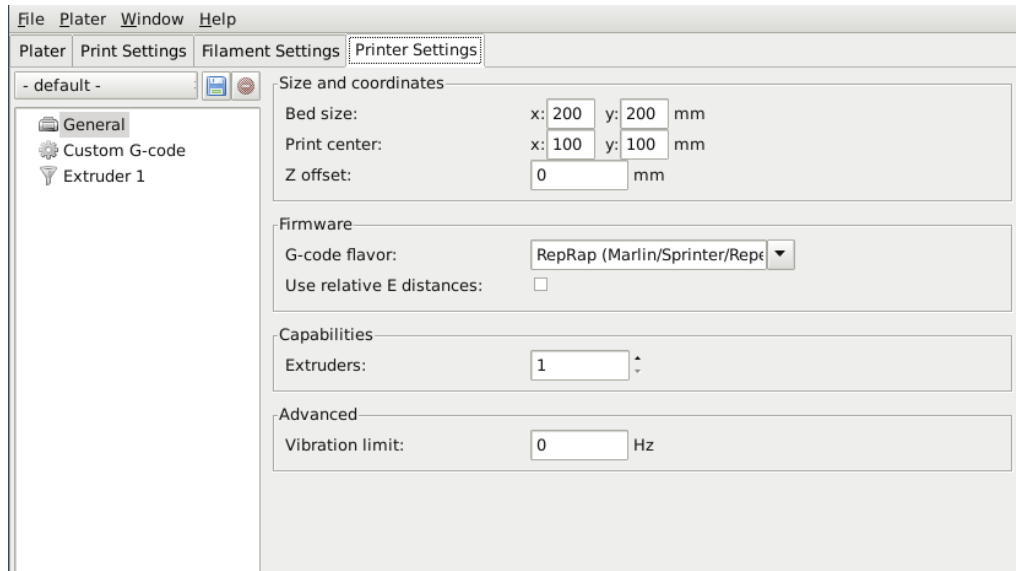 File Plater Window Help
Plater Print Settings Filament Settings Printer Settings
- default -
General
Custom G-code
Extruder 1
Size and coordinates
Bed size: x: 200 y: 200 mm
Print center: x: 100 y: 100 mm
Z offset: 0 mm
Firmware
G-code flavor: RepRap (Marlin/Sprinter/Repe
Use relative E distances:
Capabilities
Extruders: 1
Advanced
Vibration limit: 0 Hz